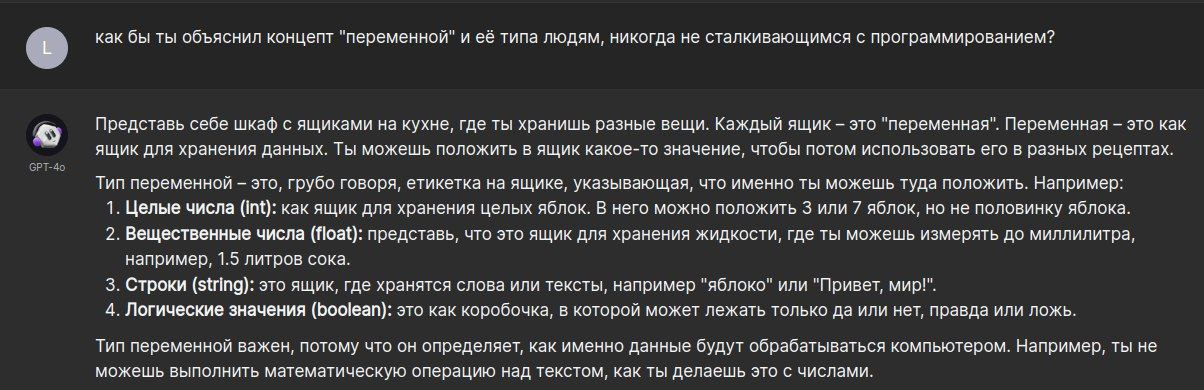 L
как бы ты объяснил концепт "переменной" и её типа людям, никогда не сталкивающимся с программированием?
GPT-4o
Представь себе шкаф с ящиками на кухне, где ты хранишь разные вещи. Каждый ящик – это "переменная". Переменная – это как
ящик для хранения данных. Ты можешь положить в ящик какое-то значение, чтобы потом использовать его в разных рецептах.
Тип переменной – это, грубо говоря, етикетка на ящике, указывающая, что именно ты можешь туда положить. Например:
1. Целые числа (int): как ящик для хранения целых яблок. В него можно положить 3 или 7 яблок, но не половинку яблока.
2. Вещественные числа (float): представь, что это ящик для хранения жидкости, где ты можешь измерять до миллилитра,
например, 1.5 литров сока.
3. Строки (string): это ящик, где хранятся слова или тексты, например "яблоко" или "Привет, мир!".
4. Логические значения (boolean): это как коробочка, в которой может лежать только да или нет, правда или ложь.
Тип переменной важен, потому что он определяет, как именно данные будут обрабатываться компьютером. Например, ты не
можешь выполнить математическую операцию над текстом, как ты делаешь это с числами.